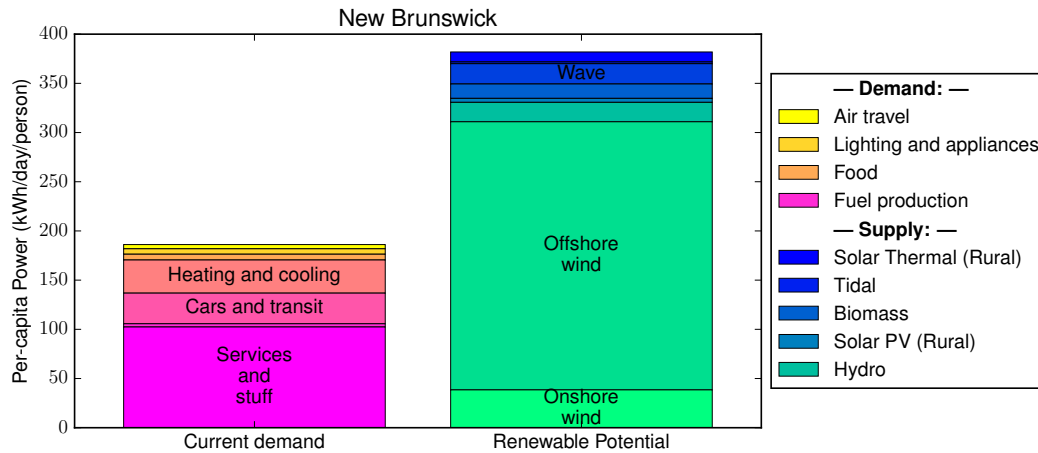 New Brunswick
Per-capita Power (kWh/day/person)
400
350
300
250
200
150
100
50
0
Heating and cooling
Cars and transit
Services
and
stuff
Wave
Offshore
wind
Onshore
wind
Current demand
Renewable Potential
— Demand: —
Air travel
Lighting and appliances
Food
Fuel production
— Supply: —
Solar Thermal (Rural)
Tidal
Biomass
Solar PV (Rural)
Hydro